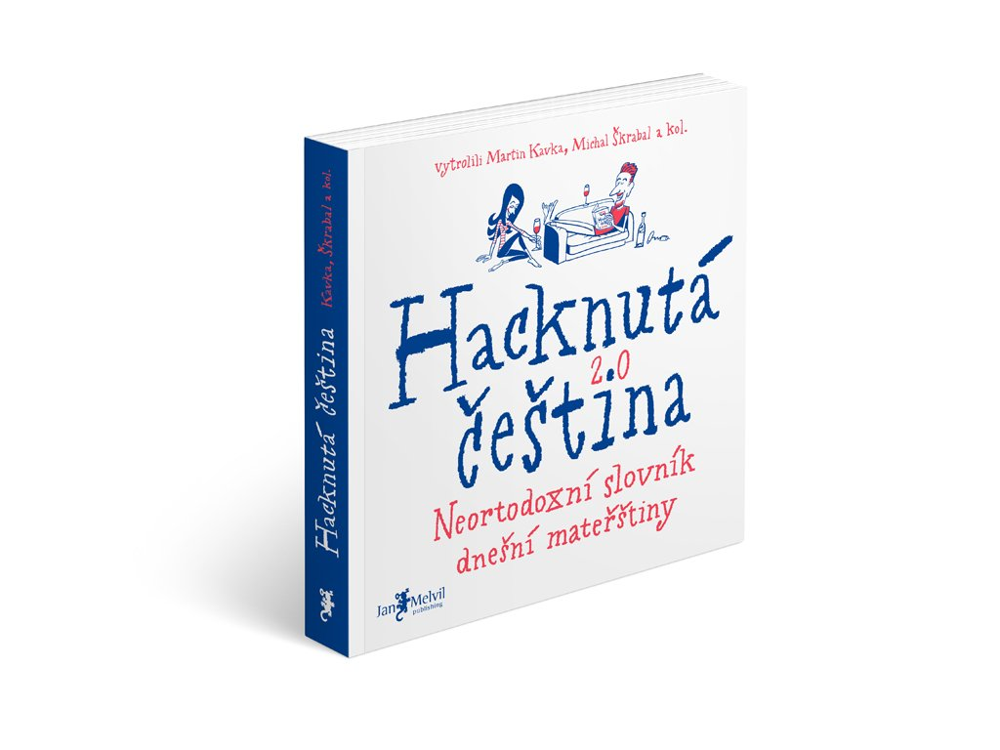 vytrolili Martin Kavka, Michal Škrabal a kol.
Hacknutá
2.0
čeština
Neortodoxní slovník
dnešní mateřštiny
Jan Melvil
publishing
Hacknutá čeština Kavka, Škrabal a kol.